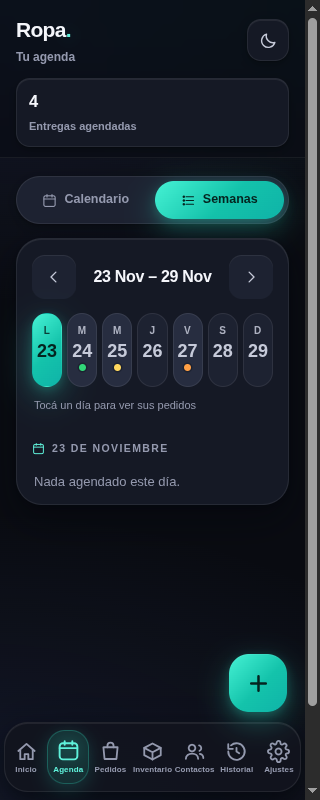 Ropa.
Tu agenda
4
Entregas agendadas
Calendario
Semanas
23 Nov – 29 Nov
L M M J V S D
23 24 25 26 27 28 29
Tocá un día para ver sus pedidos
23 DE NOVIEMBRE
Nada agendado este día.
Inicio Agenda Pedidos Inventario Contactos Historial Ajustes